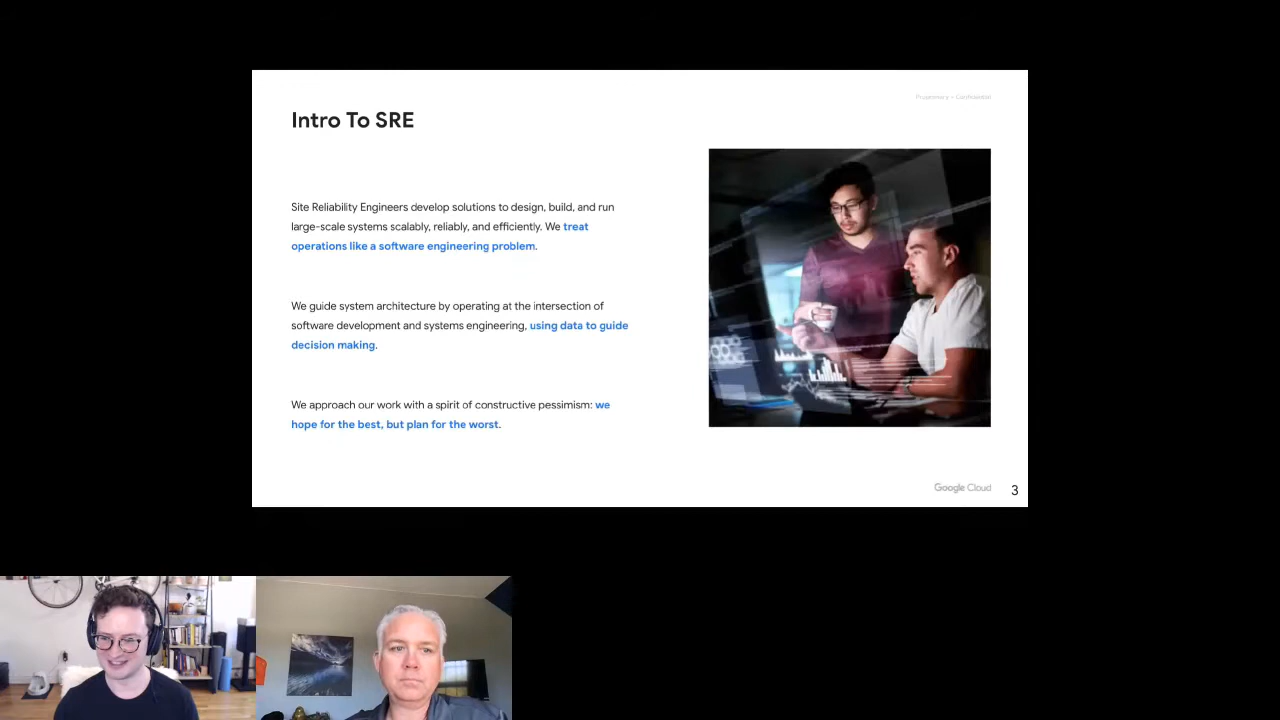 Proprietary + Confidential
Intro To SRE
Site Reliability Engineers develop solutions to design, build, and run
large-scale systems scalably, reliably, and efficiently. We treat
operations like a software engineering problem.
We guide system architecture by operating at the intersection of
software development and systems engineering, using data to guide
decision making.
We approach our work with a spirit of constructive pessimism: we
hope for the best, but plan for the worst.
Google Cloud
3